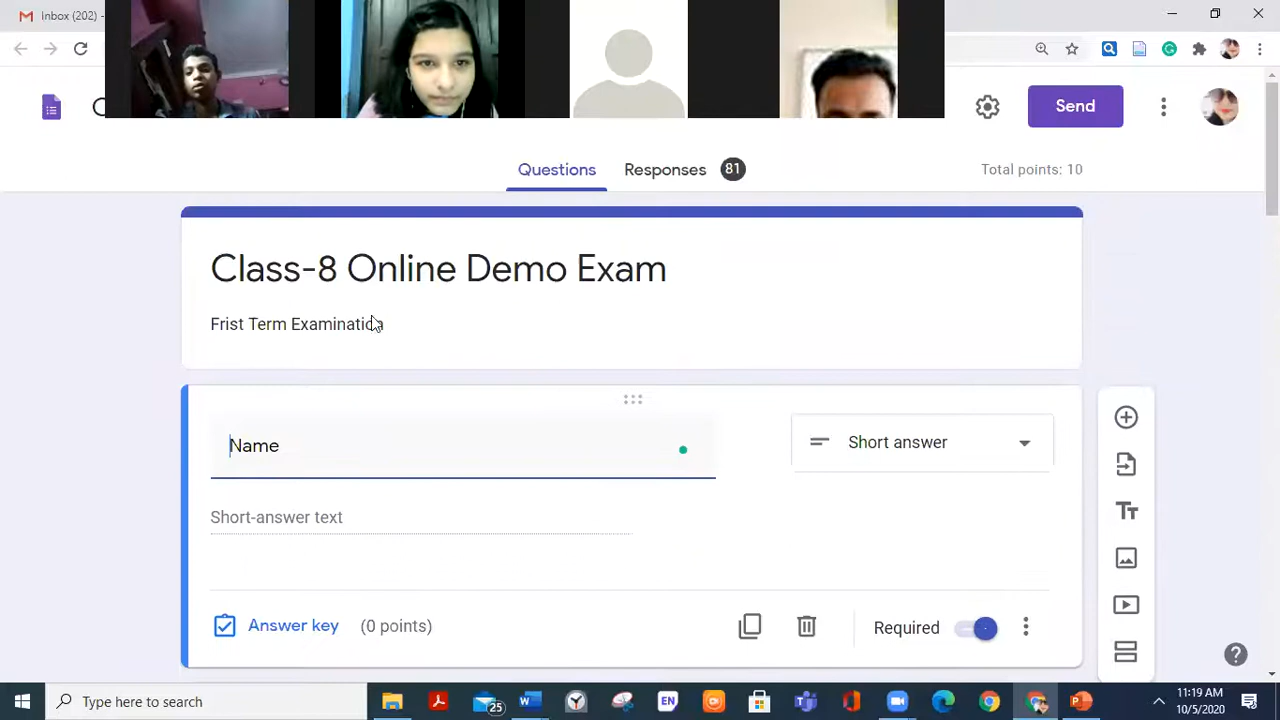 Inbox (202) -
Send
Questions
Responses 81
Total points: 10
Class-8 Online Demo Exam
Frist Term Examination
Name
Short answer
Short-answer text
Answer key (0 points)
Required
Type here to search
25
EN
11:19 AM
10/5/2020